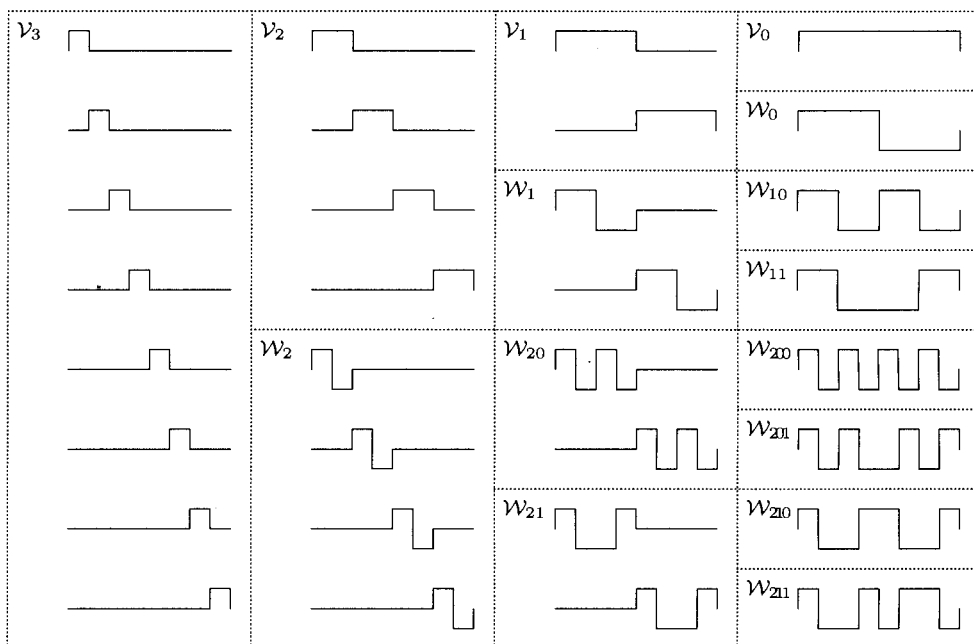 𝒱₃
𝒱₂
𝒱₁
𝒱₀
𝒲₀
𝒲₁
𝒲₁₀
𝒲₁₁
𝒲₂
𝒲₂₀
𝒲₂₀₀
𝒲₂₀₁
𝒲₂₁
𝒲₂₁₀
𝒲₂₁₁